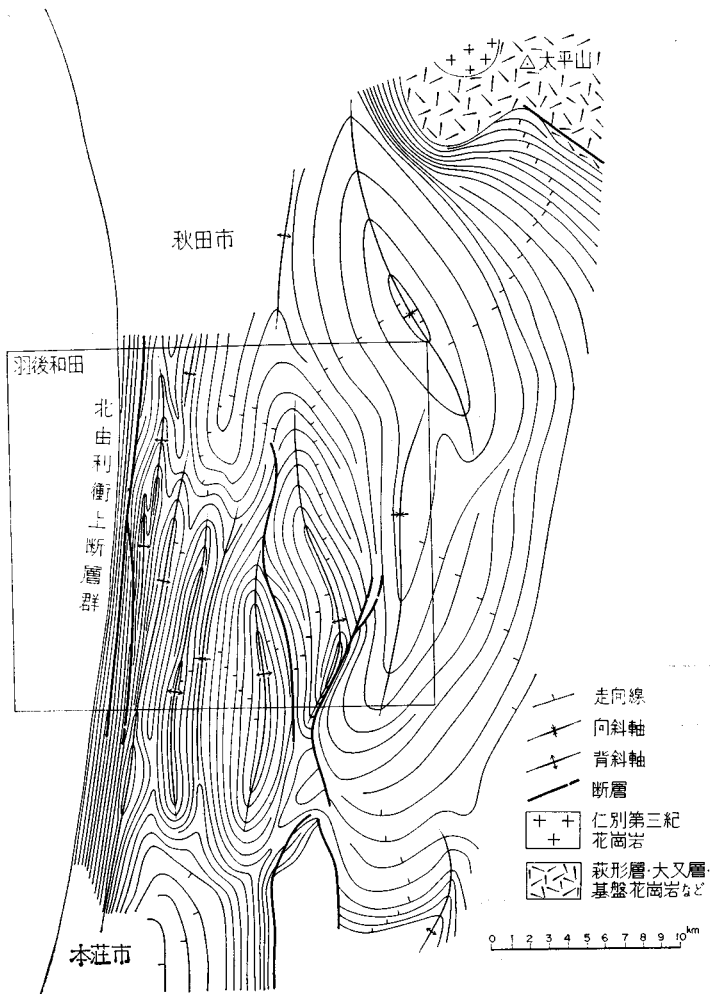 太平山
秋田市
羽後和田
北由利衝上断層群
走向線
向斜軸
背斜軸
断層
仁別第三紀
花崗岩
萩形層・大又層・
基盤花崗岩など
本荘市
0 1 2 3 4 5 6 7 8 9 10km